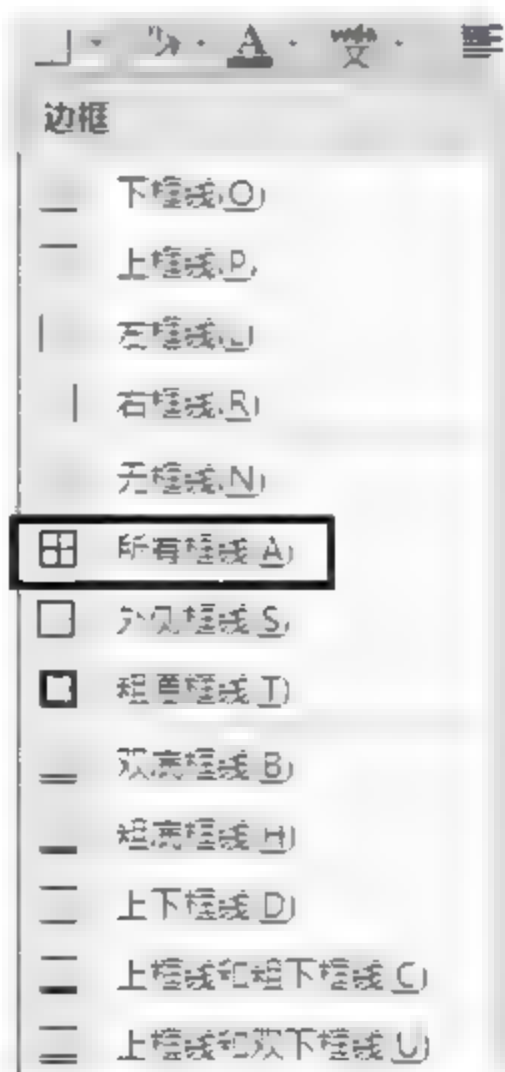 A wén 文
边框
下框线(O)
上框线(P)
左框线(L)
右框线(R)
无框线(N)
所有框线(A)
外侧框线(S)
粗匣框线(T)
双底框线(B)
粗底框线(H)
上下框线(D)
上框线和粗下框线(C)
上框线和双下框线(U)